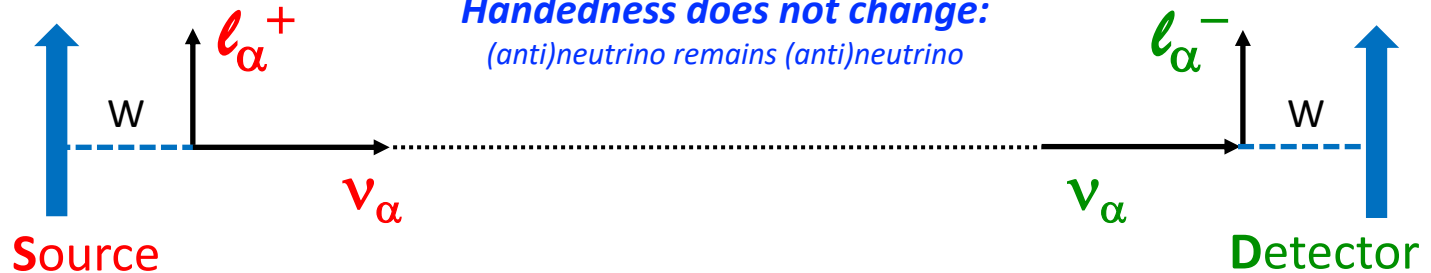 Handedness does not change:
(anti)neutrino remains (anti)neutrino
ℓα+
ℓα−
W
W
να
να
Source
Detector